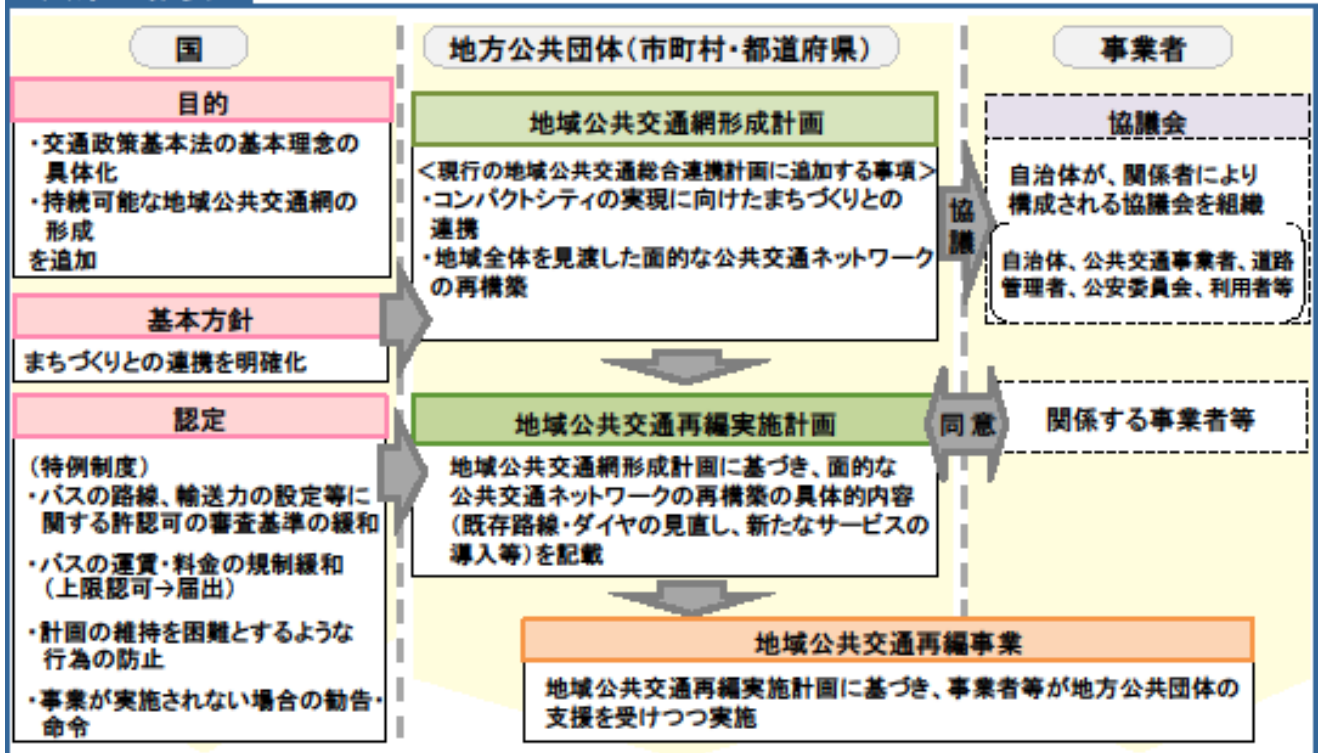 国
目的
・交通政策基本法の基本理念の
具体化
・持続可能な地域公共交通網の
形成
を追加
基本方針
まちづくりとの連携を明確化
認定
(特例制度)
・バスの路線、輸送力の設定等に
関する許認可の審査基準の緩和
・バスの運賃・料金の規制緩和
(上限認可→届出)
・計画の維持を困難とするような
行為の防止
・事業が実施されない場合の勧告・
命令
地方公共団体(市町村・都道府県)
地域公共交通網形成計画
<現行の地域公共交通総合連携計画に追加する事項>
・コンパクトシティの実現に向けたまちづくりとの
連携
・地域全体を見渡した面的な公共交通ネットワーク
の再構築
協議
地域公共交通再編実施計画
地域公共交通網形成計画に基づき、面的な
公共交通ネットワークの再構築の具体的内容
(既存路線・ダイヤの見直し、新たなサービスの
導入等)を記載
同意
事業者
協議会
自治体が、関係者により
構成される協議会を組織
自治体、公共交通事業者、道路
管理者、公安委員会、利用者等
関係する事業者等
地域公共交通再編事業
地域公共交通再編実施計画に基づき、事業者等が地方公共団体の
支援を受けつつ実施